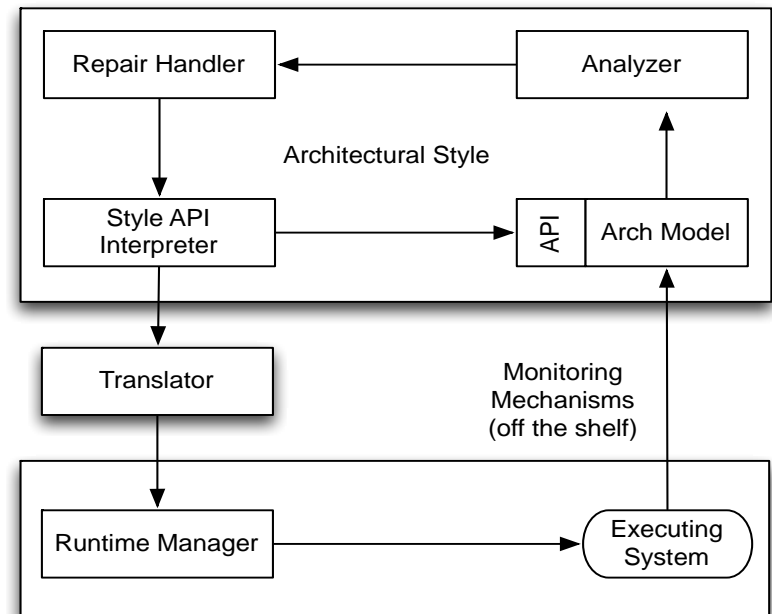 Repair Handler
Analyzer
Architectural Style
Style API
Interpreter
API
Arch Model
Translator
Monitoring
Mechanisms
(off the shelf)
Runtime Manager
Executing
System